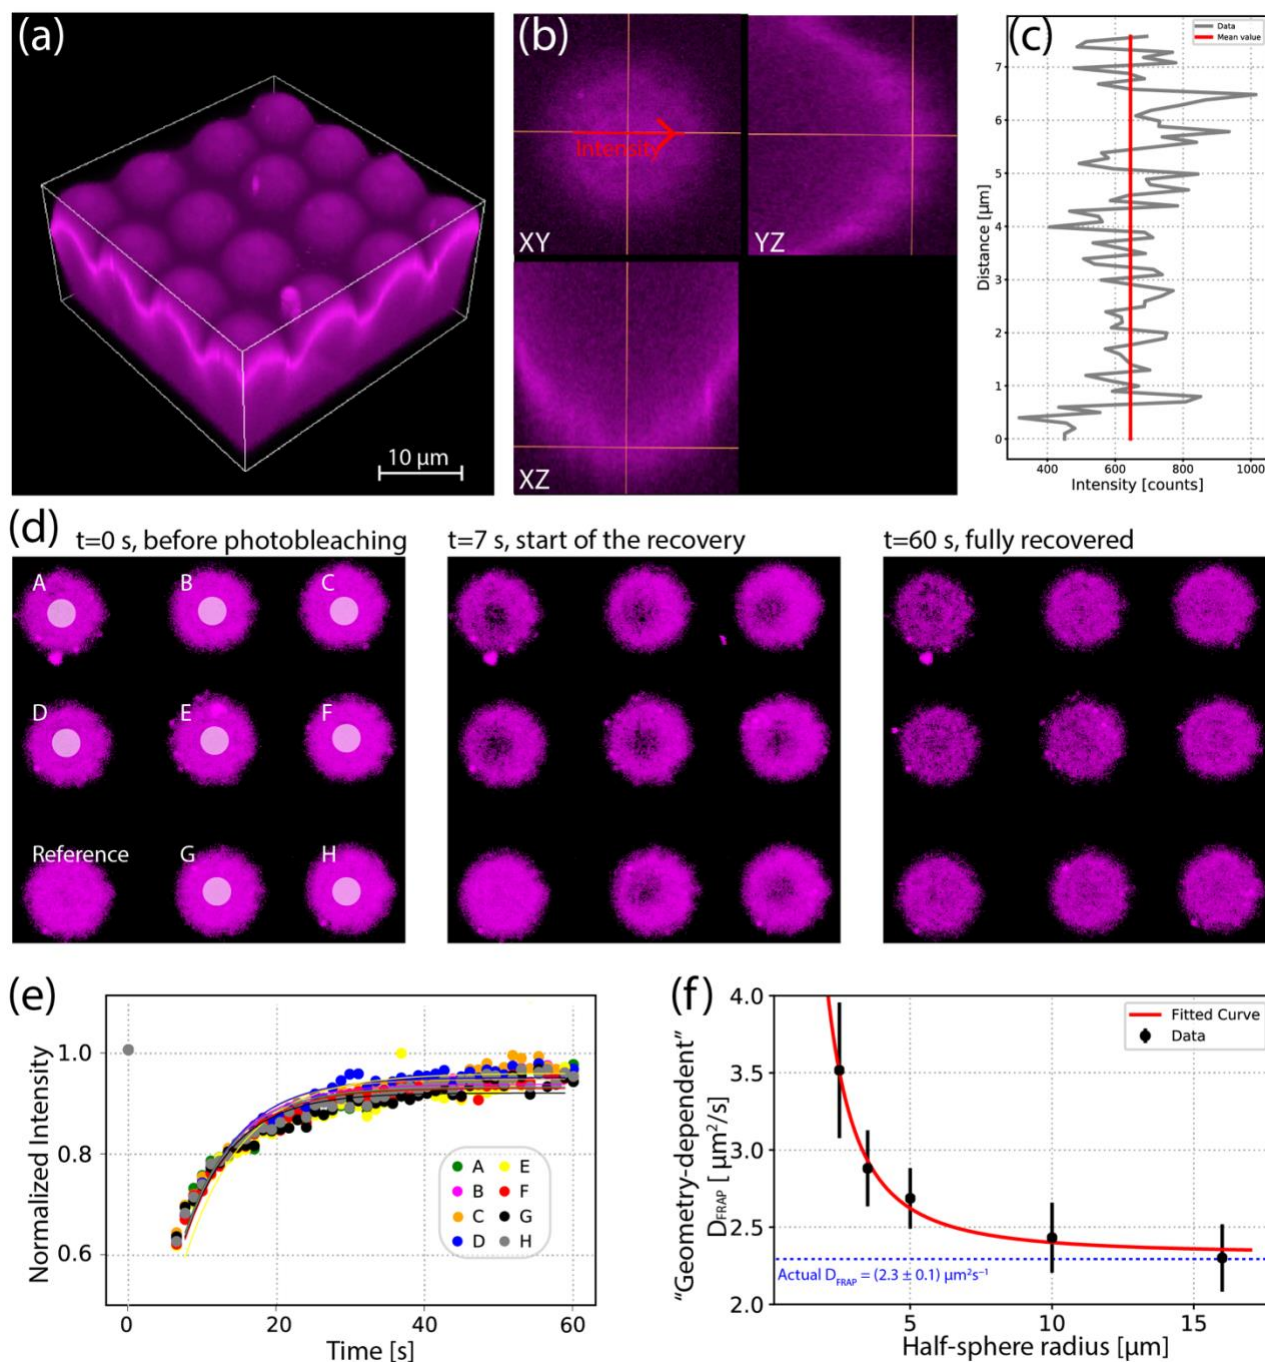 (a)
10 μm
(b)
Intensity
XY
YZ
XZ
(c)
Data
Mean value
7
6
5
4
3
2
1
0
Distance [μm]
400
600
800
1000
Intensity [counts]
(d)
t=0 s, before photobleaching
t=7 s, start of the recovery
t=60 s, fully recovered
A
B
C
D
E
F
Reference
G
H
(e)
1.0
0.8
0.6
Normalized Intensity
A
B
C
D
E
F
G
H
0
20
40
60
Time [s]
(f)
4.0
3.5
3.0
2.5
2.0
"Geometry-dependent"
D_FRAP [ μm²/s]
Fitted Curve
Data
Actual D_FRAP = (2.3 ± 0.1) μm²s⁻¹
5
10
15
Half-sphere radius [μm]